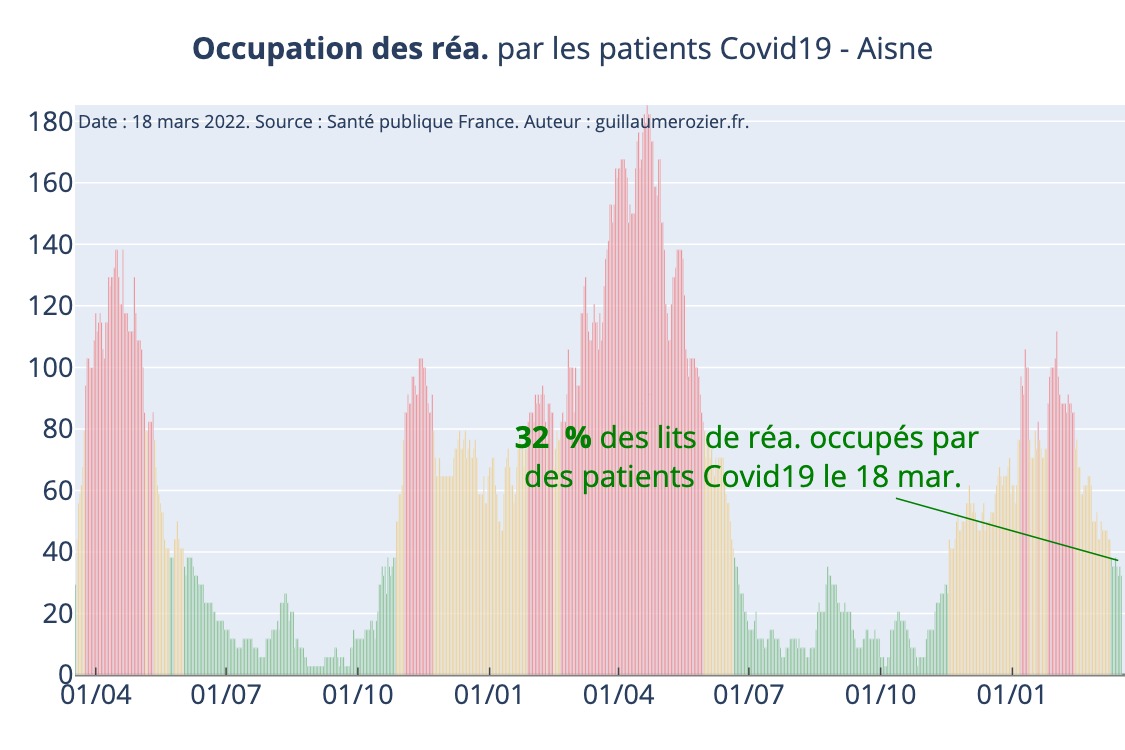 Occupation des réa. par les patients Covid19 - Aisne
Date : 18 mars 2022. Source : Santé publique France. Auteur : guillaumerozier.fr.
180
160
140
120
100
80
60
40
20
0
32 % des lits de réa. occupés par
des patients Covid19 le 18 mar.
01/04 01/07 01/10 01/01 01/04 01/07 01/10 01/01